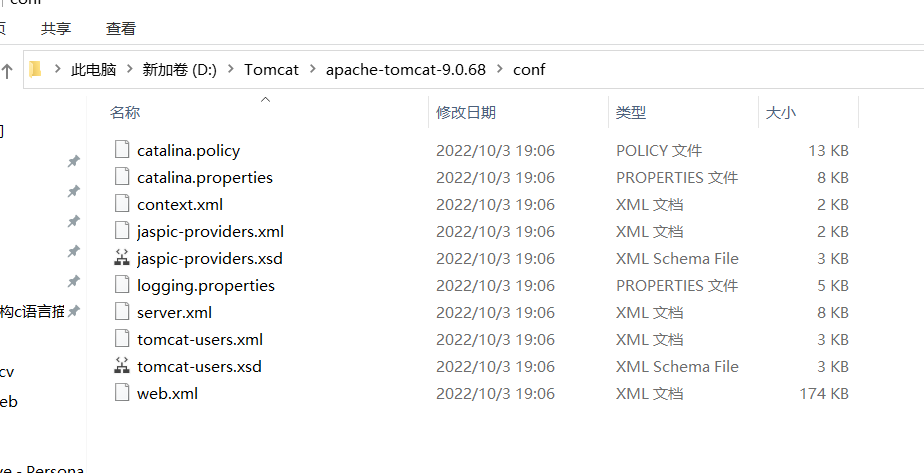 conf
页 共享 查看
此电脑 > 新加卷 (D:) > Tomcat > apache-tomcat-9.0.68 > conf
名称 修改日期 类型 大小
catalina.policy 2022/10/3 19:06 POLICY 文件 13 KB
catalina.properties 2022/10/3 19:06 PROPERTIES 文件 8 KB
context.xml 2022/10/3 19:06 XML 文档 2 KB
jaspic-providers.xml 2022/10/3 19:06 XML 文档 2 KB
jaspic-providers.xsd 2022/10/3 19:06 XML Schema File 3 KB
logging.properties 2022/10/3 19:06 PROPERTIES 文件 5 KB
构c语言描 server.xml 2022/10/3 19:06 XML 文档 8 KB
tomcat-users.xml 2022/10/3 19:06 XML 文档 3 KB
cv tomcat-users.xsd 2022/10/3 19:06 XML Schema File 3 KB
eb web.xml 2022/10/3 19:06 XML 文档 174 KB
ve - Persona